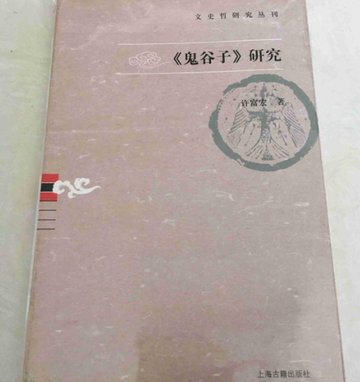 文史哲研究丛刊
《鬼谷子》研究
许富宏 著
上海古籍出版社